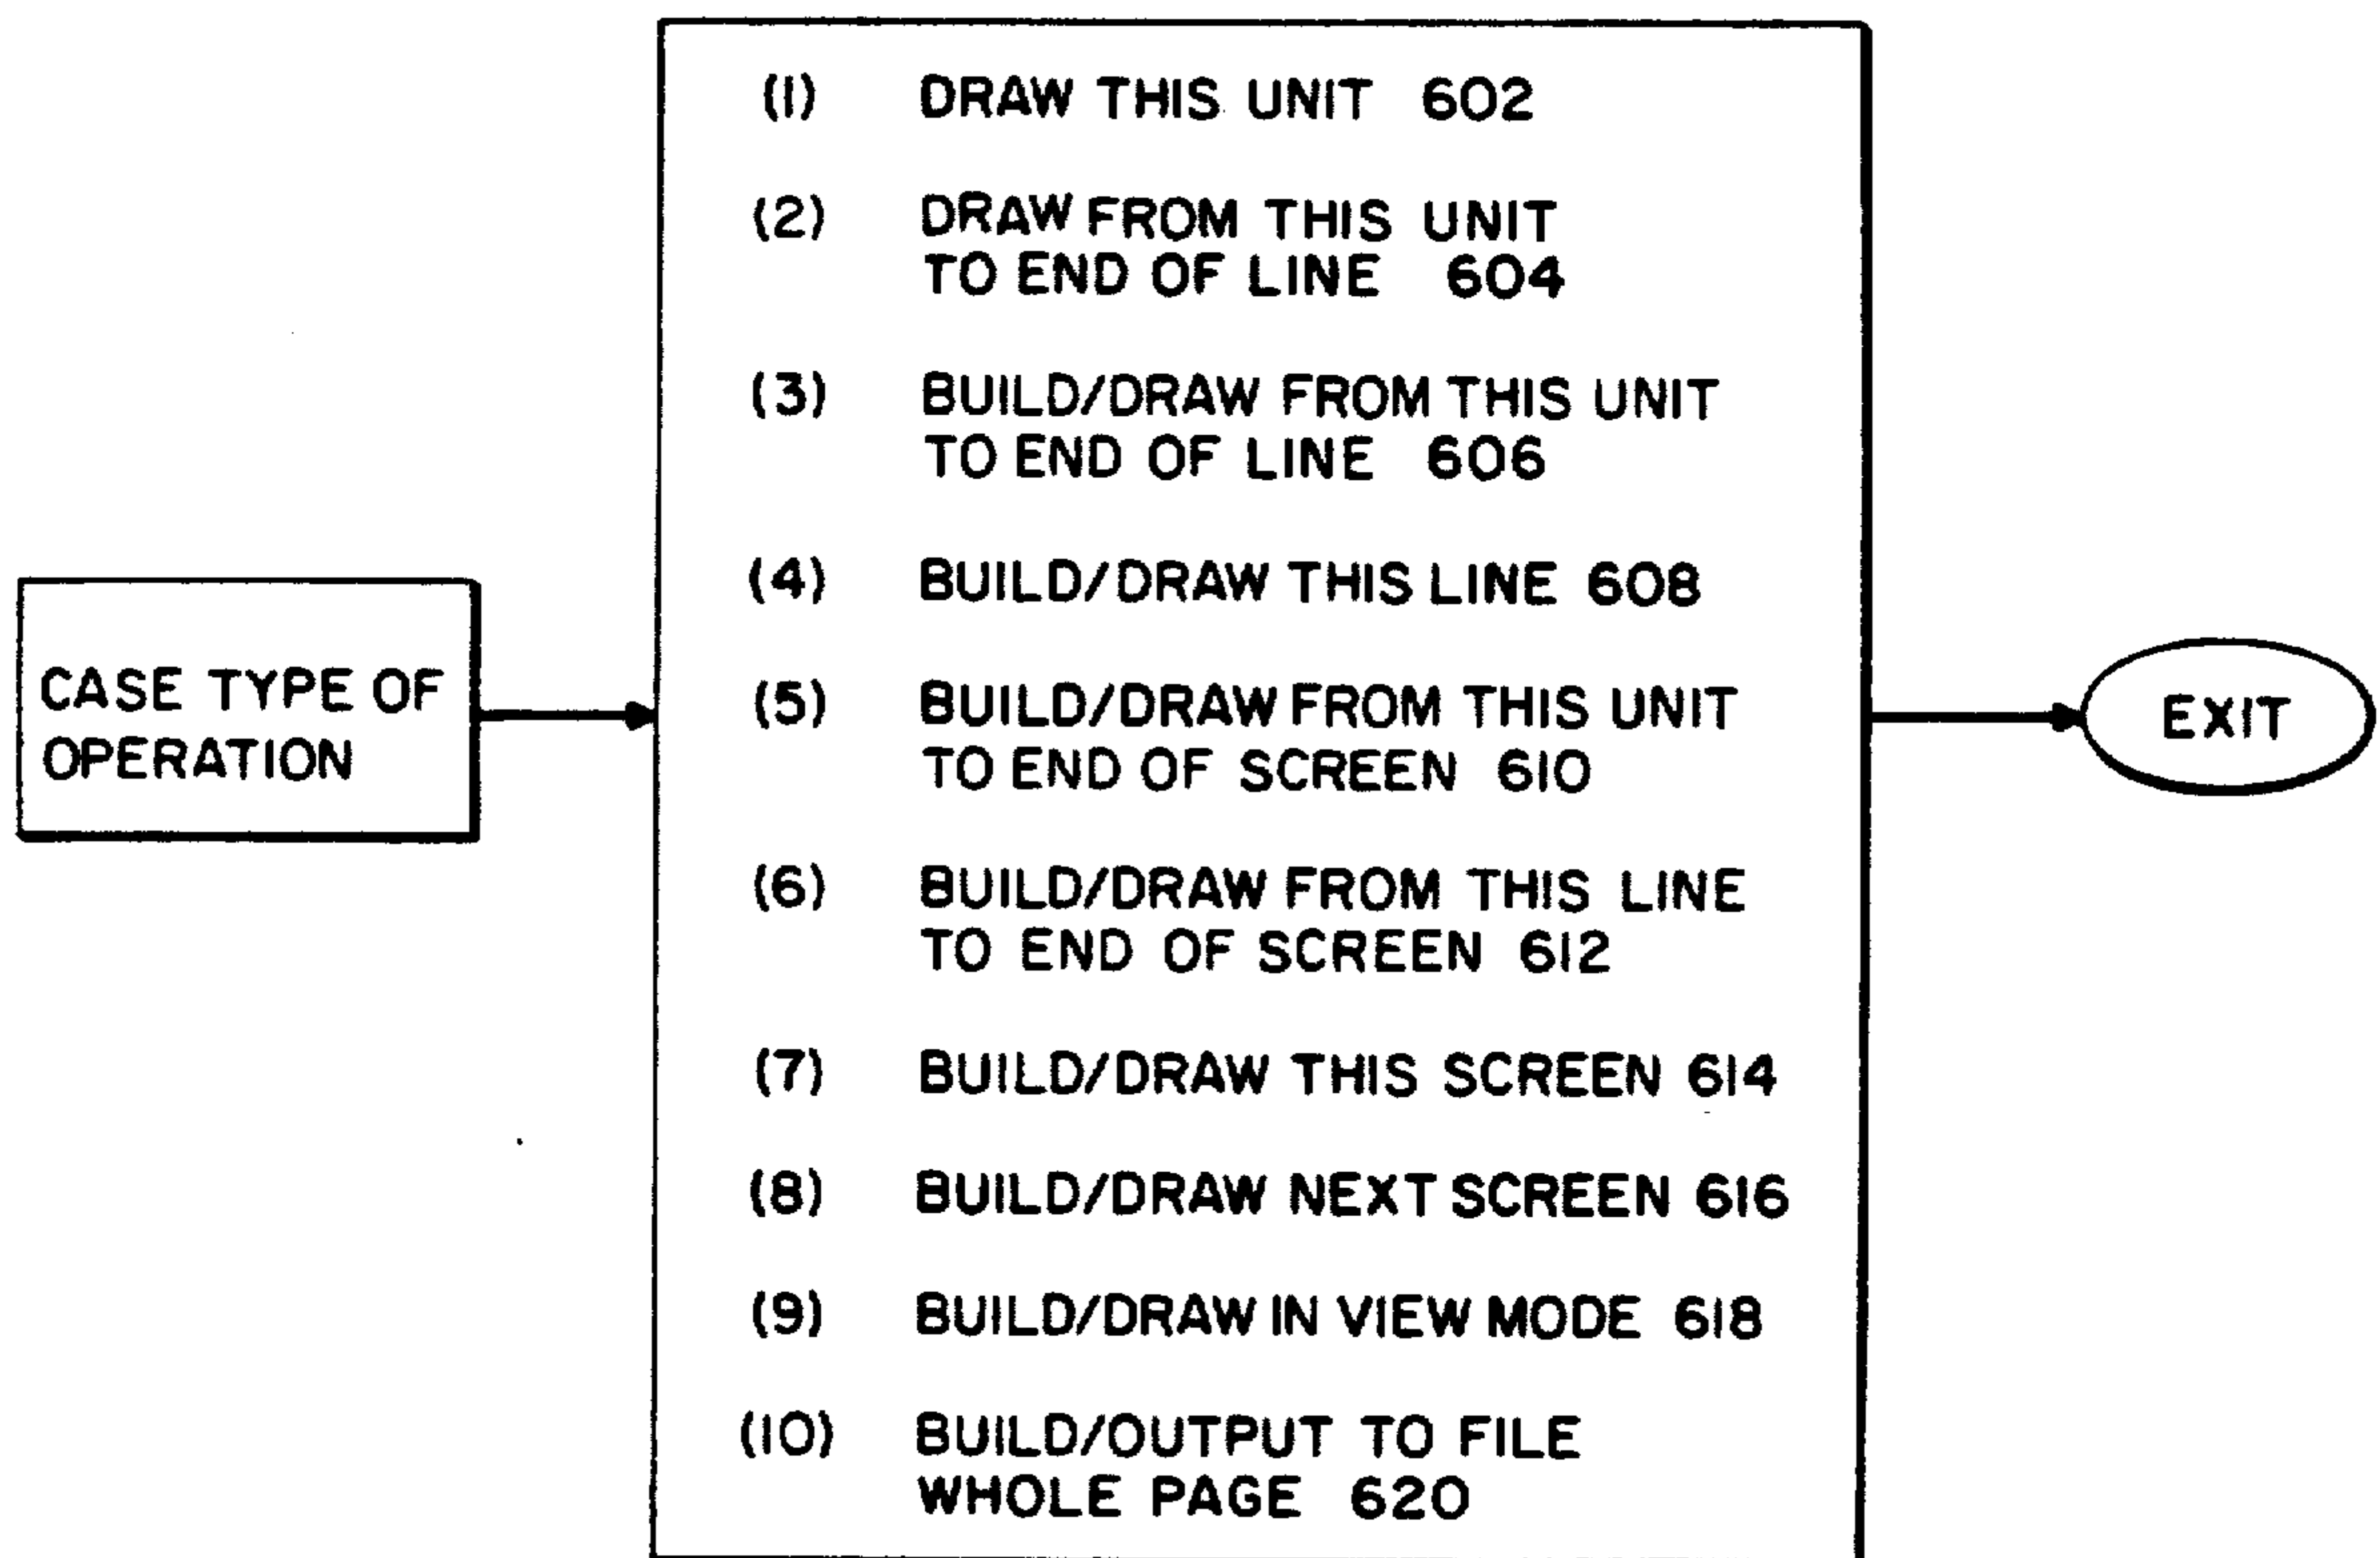 (1) DRAW THIS UNIT 602
(2) DRAW FROM THIS UNIT
TO END OF LINE 604
(3) BUILD/DRAW FROM THIS UNIT
TO END OF LINE 606
(4) BUILD/DRAW THIS LINE 608
CASE TYPE OF
OPERATION
(5) BUILD/DRAW FROM THIS UNIT
TO END OF SCREEN 610
(6) BUILD/DRAW FROM THIS LINE
TO END OF SCREEN 612
(7) BUILD/DRAW THIS SCREEN 614
(8) BUILD/DRAW NEXT SCREEN 616
(9) BUILD/DRAW IN VIEW MODE 618
(10) BUILD/OUTPUT TO FILE
WHOLE PAGE 620
EXIT